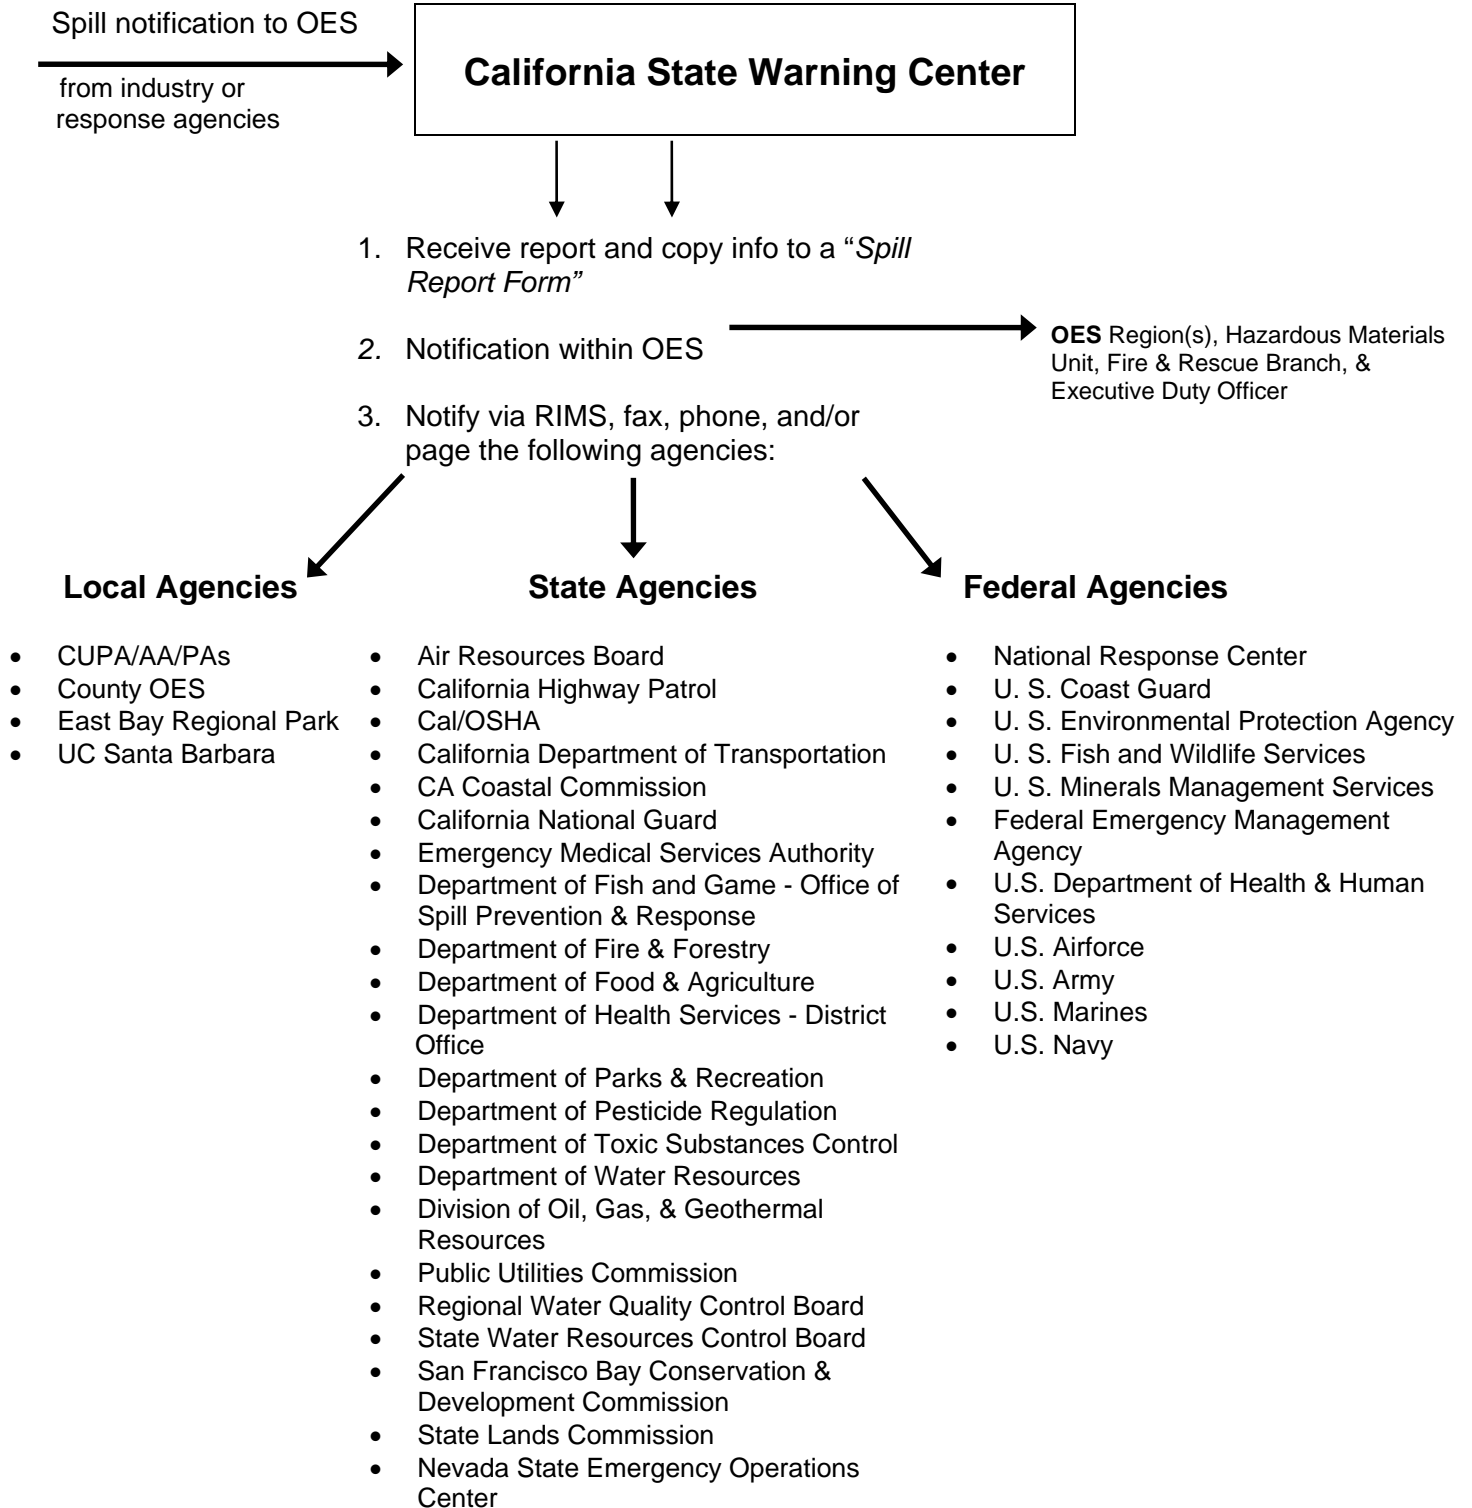 Spill notification to OES
from industry or
response agencies
California State Warning Center
1. Receive report and copy info to a “Spill
Report Form”
2. Notification within OES
OES Region(s), Hazardous Materials
Unit, Fire & Rescue Branch, &
Executive Duty Officer
3. Notify via RIMS, fax, phone, and/or
page the following agencies:
Local Agencies
• CUPA/AA/PAs
• County OES
• East Bay Regional Park
• UC Santa Barbara
State Agencies
• Air Resources Board
• California Highway Patrol
• Cal/OSHA
• California Department of Transportation
• CA Coastal Commission
• California National Guard
• Emergency Medical Services Authority
• Department of Fish and Game - Office of
Spill Prevention & Response
• Department of Fire & Forestry
• Department of Food & Agriculture
• Department of Health Services - District
Office
• Department of Parks & Recreation
• Department of Pesticide Regulation
• Department of Toxic Substances Control
• Department of Water Resources
• Division of Oil, Gas, & Geothermal
Resources
• Public Utilities Commission
• Regional Water Quality Control Board
• State Water Resources Control Board
• San Francisco Bay Conservation &
Development Commission
• State Lands Commission
• Nevada State Emergency Operations
Center
Federal Agencies
• National Response Center
• U. S. Coast Guard
• U. S. Environmental Protection Agency
• U. S. Fish and Wildlife Services
• U. S. Minerals Management Services
• Federal Emergency Management
Agency
• U.S. Department of Health & Human
Services
• U.S. Airforce
• U.S. Army
• U.S. Marines
• U.S. Navy